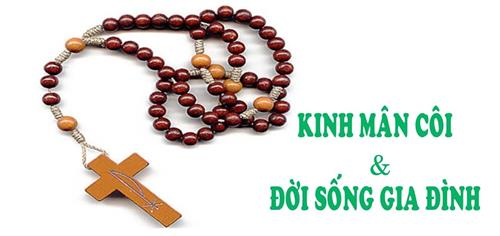 KINH MÂN CÔI
&
ĐỜI SỐNG GIA ĐÌNH